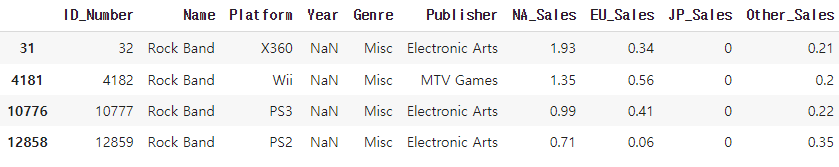 ID_Number Name Platform Year Genre Publisher NA_Sales EU_Sales JP_Sales Other_Sales
31 32 Rock Band X360 NaN Misc Electronic Arts 1.93 0.34 0 0.21
4181 4182 Rock Band Wii NaN Misc MTV Games 1.35 0.56 0 0.2
10776 10777 Rock Band PS3 NaN Misc Electronic Arts 0.99 0.41 0 0.22
12858 12859 Rock Band PS2 NaN Misc Electronic Arts 0.71 0.06 0 0.35